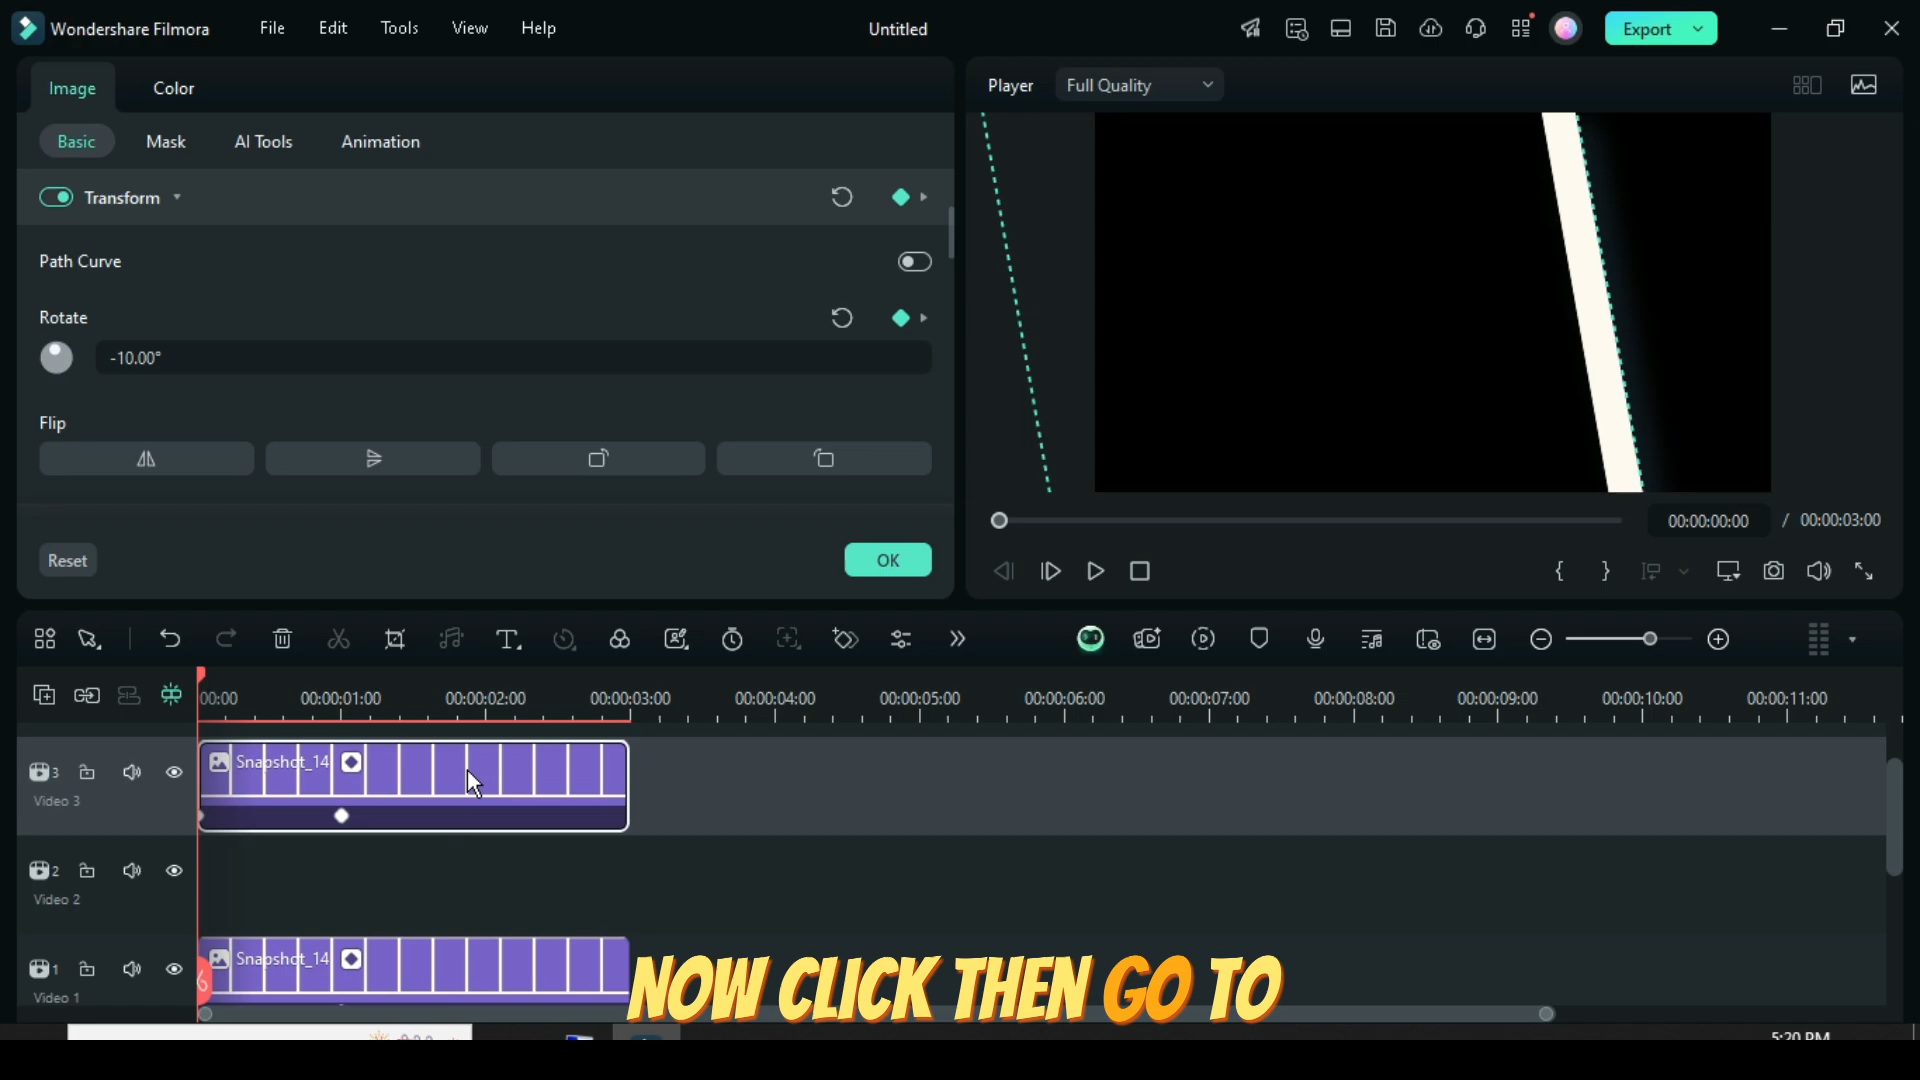 Wondershare Filmora
File Edit Tools View Help
Untitled
Export
Image Color
Basic Mask AI Tools Animation
Transform
Path Curve
Rotate
-10.00°
Flip
Reset OK
Player Full Quality
00:00:00:00 / 00:00:03:00
00:00 00:00:01:00 00:00:02:00 00:00:03:00 00:00:04:00 00:00:05:00 00:00:06:00 00:00:07:00 00:00:08:00 00:00:09:00 00:00:10:00 00:00:11:00
Snapshot_14
3
Video 3
2
Video 2
Snapshot_14
1
Video 1
NOW CLICK THEN GO TO
5:20 PM